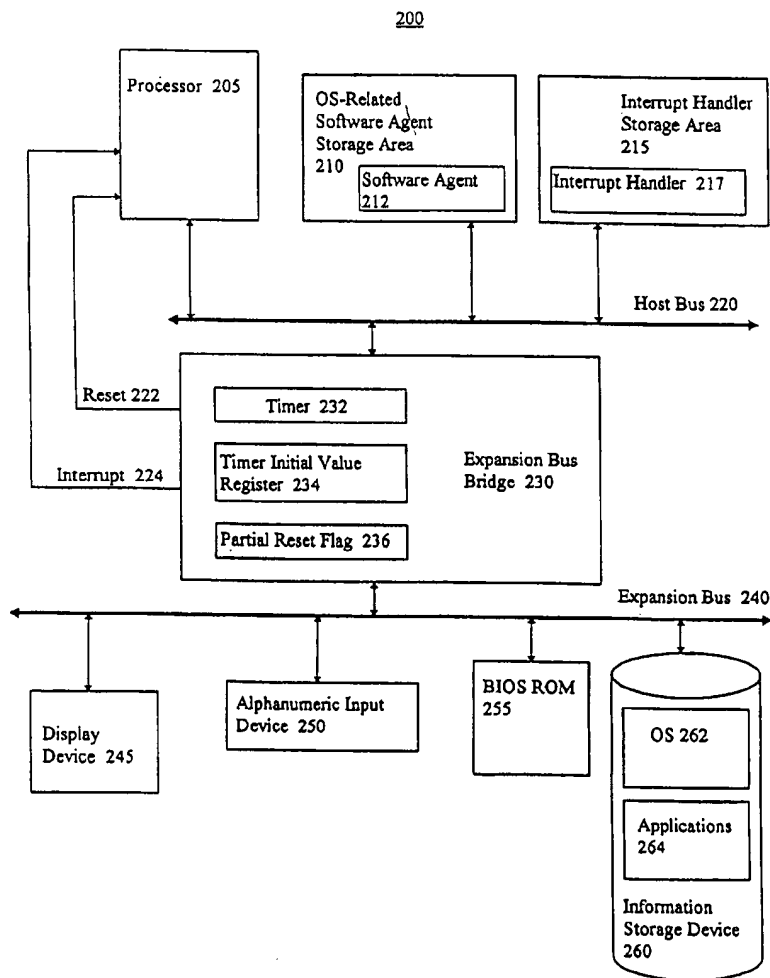 200
Processor 205
OS-Related
Software Agent
Storage Area
210
Software Agent
212
Interrupt Handler
Storage Area
215
Interrupt Handler 217
Host Bus 220
Reset 222
Interrupt 224
Timer 232
Timer Initial Value
Register 234
Partial Reset Flag 236
Expansion Bus
Bridge 230
Expansion Bus 240
Display
Device 245
Alphanumeric Input
Device 250
BIOS ROM
255
OS 262
Applications
264
Information
Storage Device
260